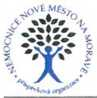 NEMOCNICE NOVÉ MĚSTO NA MORAVĚ
příspěvková organizace